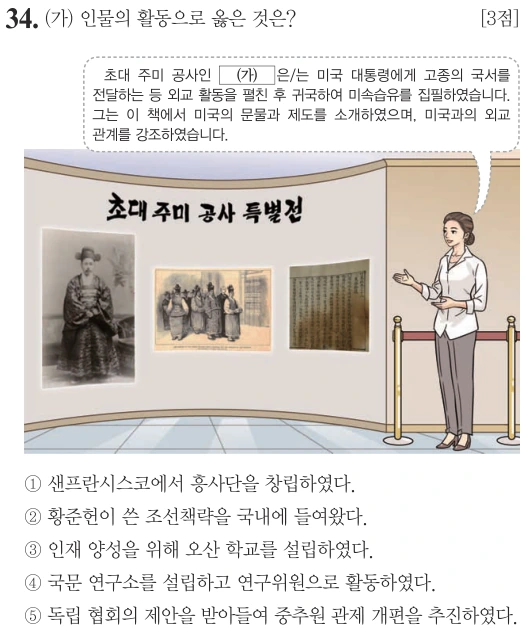 34. (가) 인물의 활동으로 옳은 것은? [3점]
초대 주미 공사인 (가) 은/는 미국 대통령에게 고종의 국서를
전달하는 등 외교 활동을 펼친 후 귀국하여 미속습유를 집필하였습니다.
그는 이 책에서 미국의 문물과 제도를 소개하였으며, 미국과의 외교
관계를 강조하였습니다.
초대 주미 공사 특별전
① 샌프란시스코에서 흥사단을 창립하였다.
② 황준헌이 쓴 조선책략을 국내에 들여왔다.
③ 인재 양성을 위해 오산 학교를 설립하였다.
④ 국문 연구소를 설립하고 연구위원으로 활동하였다.
⑤ 독립 협회의 제안을 받아들여 중추원 관제 개편을 추진하였다.